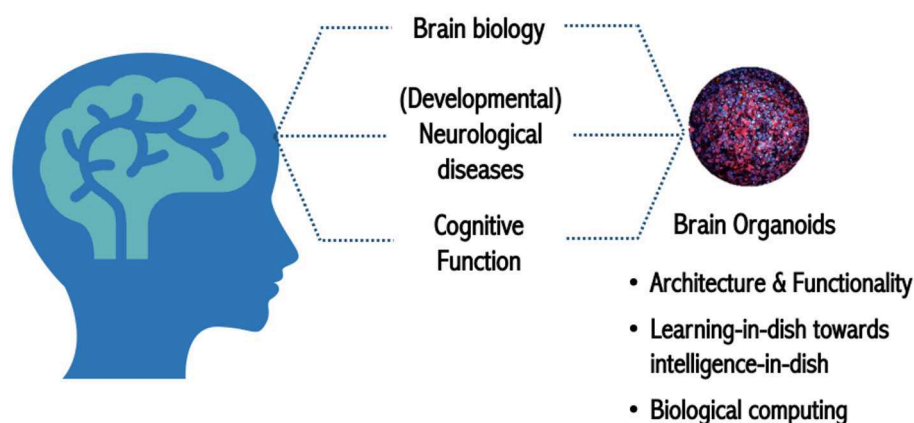 Brain biology
(Developmental)
Neurological
diseases
Cognitive
Function
Brain Organoids
• Architecture & Functionality
• Learning-in-dish towards
intelligence-in-dish
• Biological computing